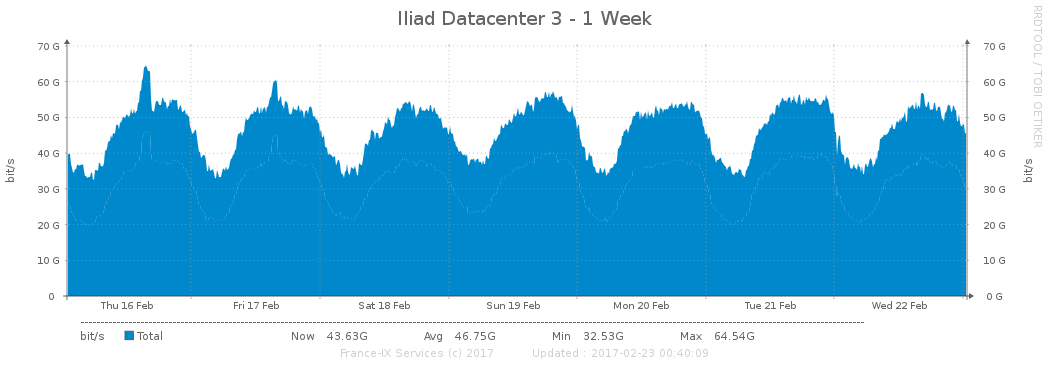 Iliad Datacenter 3 - 1 Week
RRDTOOL / TOBI OETIKER
70 G 70 G
60 G 60 G
50 G 50 G
40 G 40 G
30 G 30 G
20 G 20 G
10 G 10 G
0 0 G
bit/s bit/s
Thu 16 Feb Fri 17 Feb Sat 18 Feb Sun 19 Feb Mon 20 Feb Tue 21 Feb Wed 22 Feb
bit/s Total Now 43.63G Avg 46.75G Min 32.53G Max 64.54G
France-IX Services (c) 2017 Updated : 2017-02-23 00:40:09